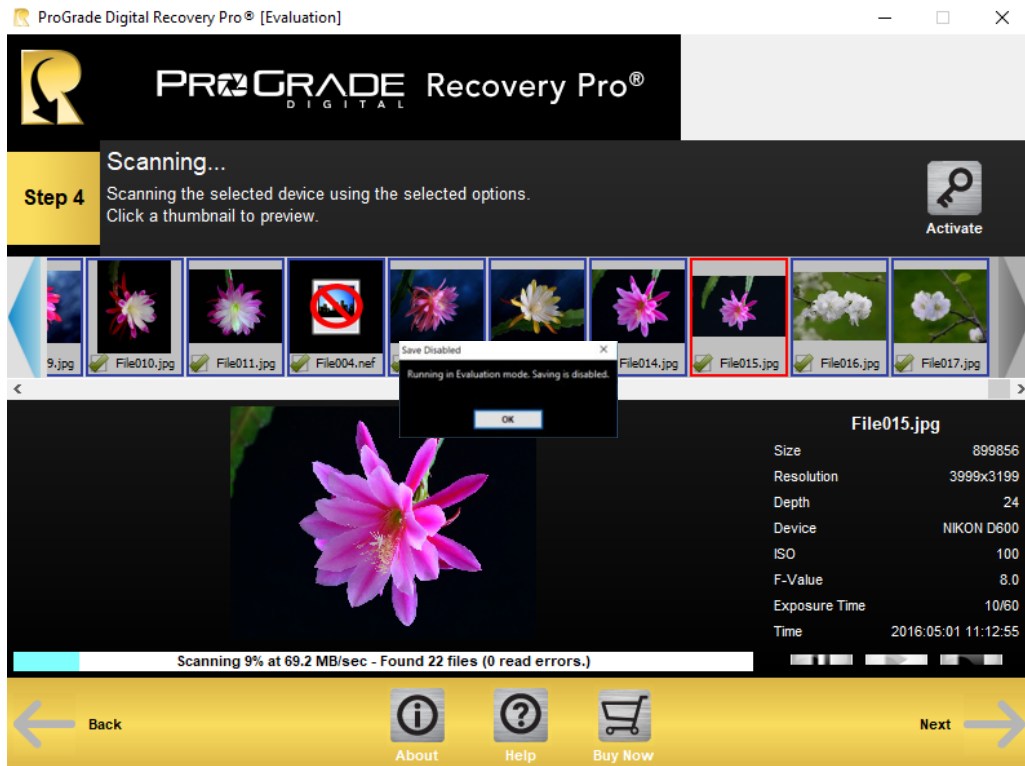 ProGrade Digital Recovery Pro® [Evaluation]
PROGRADE DIGITAL Recovery Pro®
Step 4
Scanning...
Scanning the selected device using the selected options.
Click a thumbnail to preview.
Activate
9.jpg
File010.jpg
File011.jpg
File004.nef
File014.jpg
File015.jpg
File016.jpg
File017.jpg
Save Disabled
Running in Evaluation mode. Saving is disabled.
OK
File015.jpg
Size 899856
Resolution 3999x3199
Depth 24
Device NIKON D600
ISO 100
F-Value 8.0
Exposure Time 10/60
Time 2016:05:01 11:12:55
Scanning 9% at 69.2 MB/sec - Found 22 files (0 read errors.)
Back
About
Help
Buy Now
Next